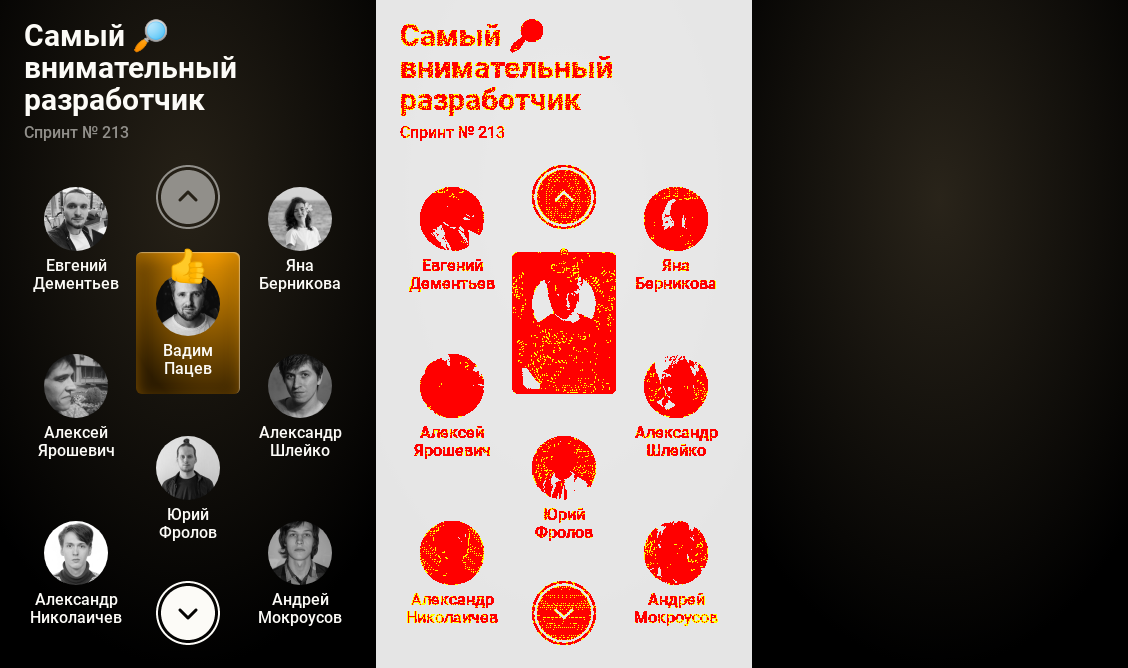 Самый 🔎
внимательный
разработчик
Спринт № 213
Евгений
Дементьев
Яна
Берникова
Вадим
Пацев
Алексей
Ярошевич
Александр
Шлейко
Юрий
Фролов
Александр
Николаичев
Андрей
Мокроусов
Самый
внимательный
разработчик
Спринт № 213
Евгений
Дементьев
Яна
Берникова
Алексей
Ярошевич
Александр
Шлейко
Юрий
Фролов
Александр
Николаичев
Андрей
Мокроусов